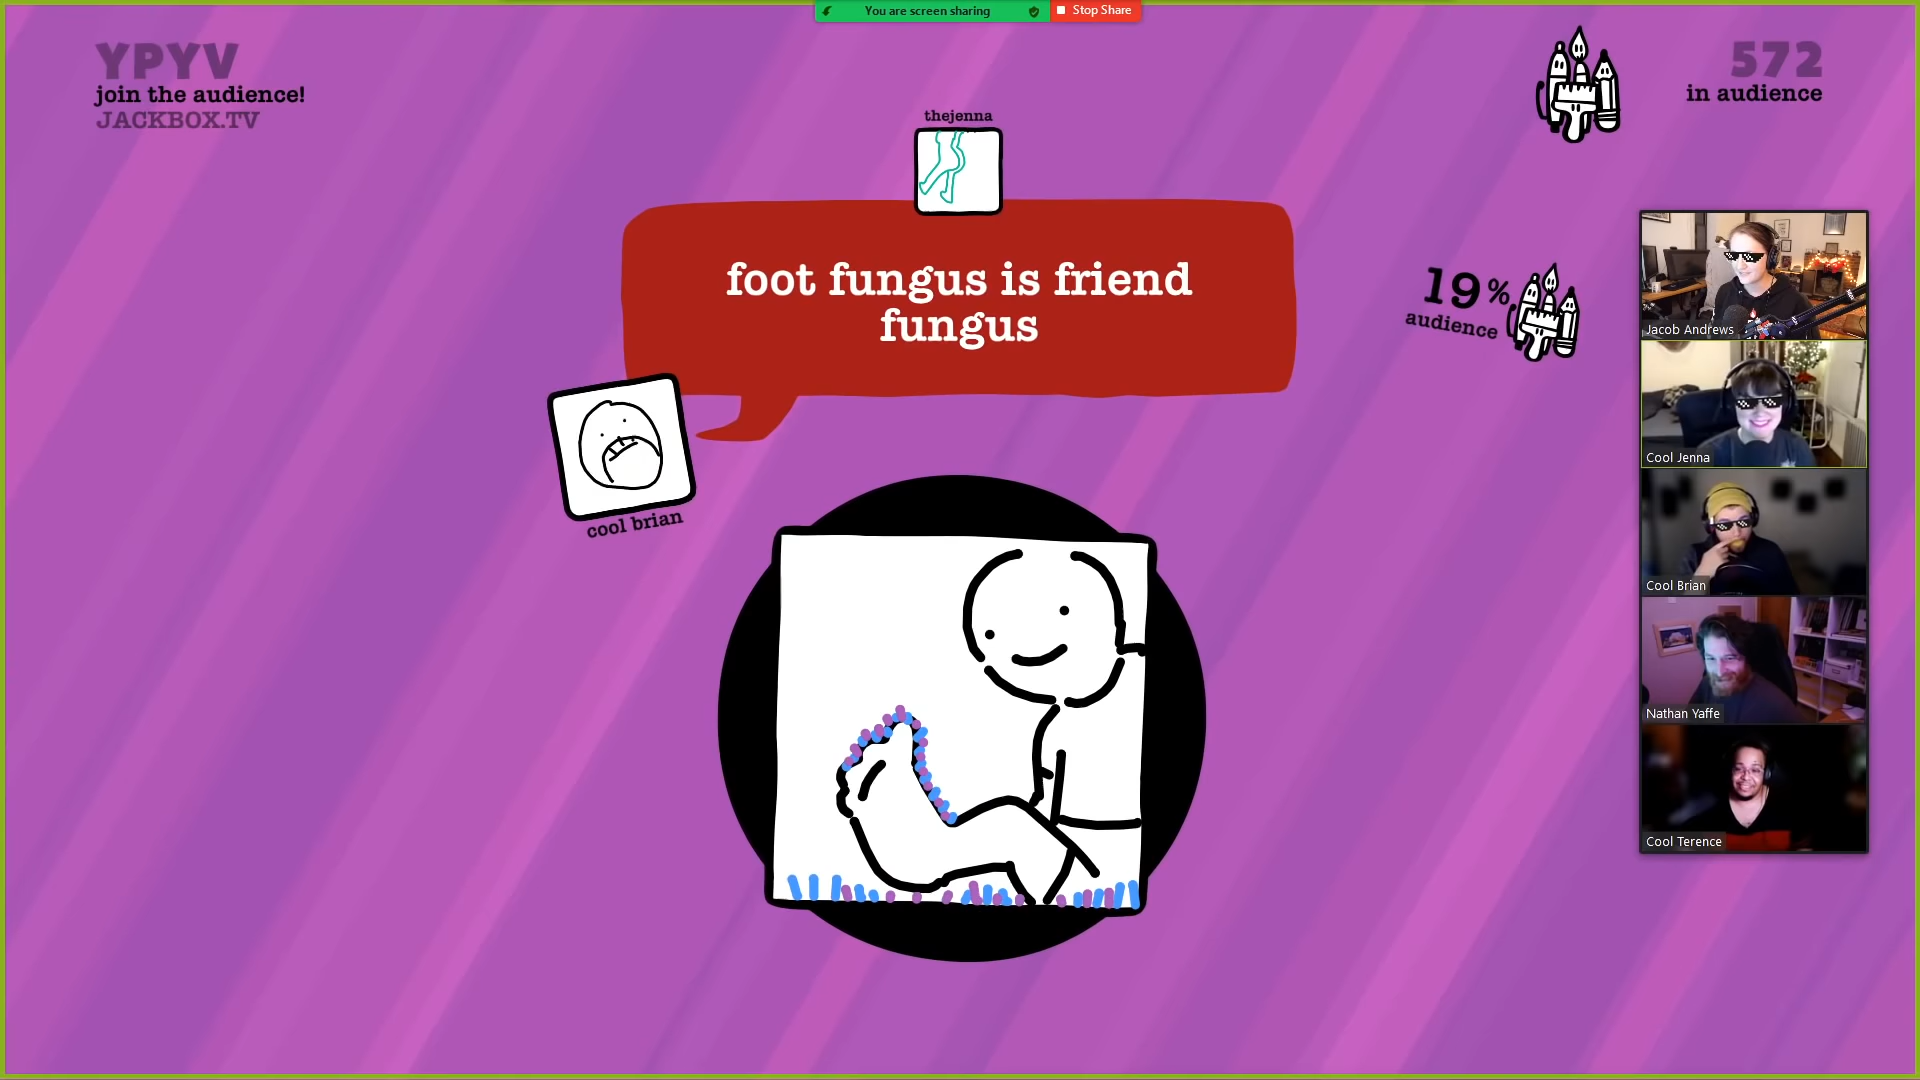 You are screen sharing
Stop Share
YPYV
join the audience!
JACKBOX.TV
572
in audience
thejenna
foot fungus is friend
fungus
19%
audience
cool brian
Jacob Andrews
Cool Jenna
Cool Brian
Nathan Yaffe
Cool Terence